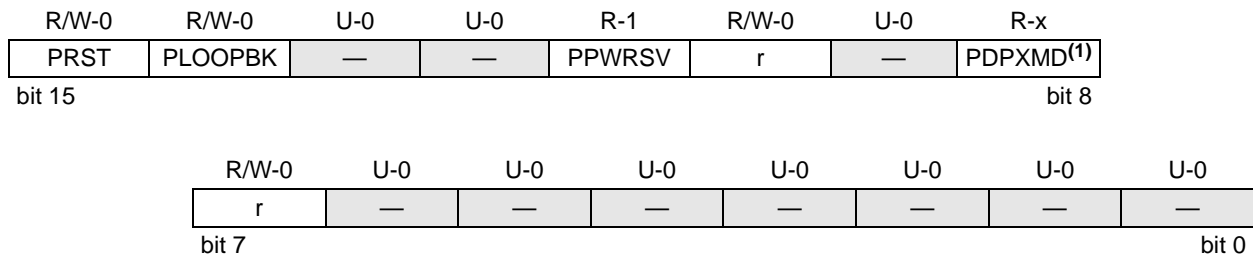 R/W-0 R/W-0 U-0 U-0 R-1 R/W-0 U-0 R-x
PRST PLOOPBK — — PPWRSV r — PDPXMD(1)
bit 15 bit 8
R/W-0 U-0 U-0 U-0 U-0 U-0 U-0 U-0
r — — — — — — —
bit 7 bit 0